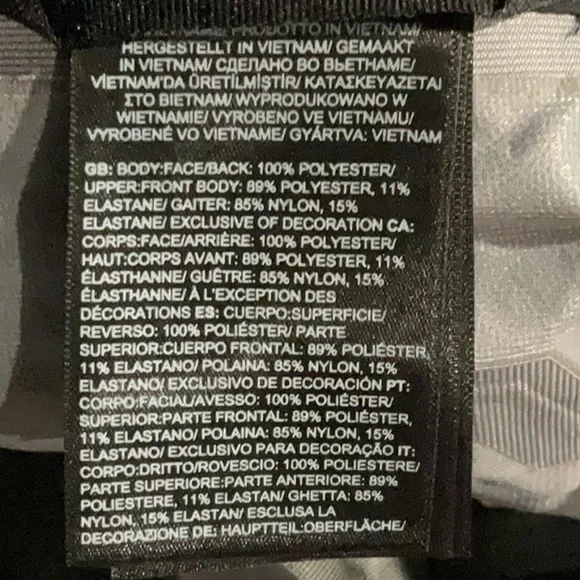 PRODOTTO IN VIETNAM/
HERGESTELLT IN VIETNAM/ GEMAAKT
IN VIETNAM/ СДЕЛАНО ВО ВЬЕТНАМЕ/
VİETNAM'DA ÜRETİLMİŞTİR/ ΚΑΤΑΣΚΕΥΑΖΕΤΑΙ
ΣΤΟ ΒΙΕΤΝΑΜ/ WYPRODUKOWANO W
WIETNAMIE/ VYROBENO VE VIETNAMU/
VYROBENÉ VO VIETNAME/ GYÁRTVA: VIETNAM
GB: BODY:FACE/BACK: 100% POLYESTER/
UPPER:FRONT BODY: 89% POLYESTER, 11%
ELASTANE/ GAITER: 85% NYLON, 15%
ELASTANE/ EXCLUSIVE OF DECORATION CA:
CORPS:FACE/ARRIÈRE: 100% POLYESTER/
HAUT:CORPS AVANT: 89% POLYESTER, 11%
ÉLASTHANNE/ GUÊTRE: 85% NYLON, 15%
ÉLASTHANNE/ À L'EXCEPTION DES
DÉCORATIONS ES: CUERPO:SUPERFICIE/
REVERSO: 100% POLIÉSTER/ PARTE
SUPERIOR:CUERPO FRONTAL: 89% POLIÉSTER,
11% ELASTANO/ POLAINA: 85% NYLON, 15%
ELASTANO/ EXCLUSIVO DE DECORACIÓN PT:
CORPO:FACIAL/AVESSO: 100% POLIÉSTER/
SUPERIOR:PARTE FRONTAL: 89% POLIÉSTER,
11% ELASTANO/ POLAINA: 85% NYLON, 15%
ELASTANO/ EXCLUSIVO PARA DECORAÇÃO IT:
CORPO:DRITTO/ROVESCIO: 100% POLIESTERE/
PARTE SUPERIORE:PARTE ANTERIORE: 89%
POLIESTERE, 11% ELASTAN/ GHETTA: 85%
NYLON, 15% ELASTAN/ ESCLUSA LA
DECORAZIONE DE: HAUPTTEIL:OBERFLÄCHE/